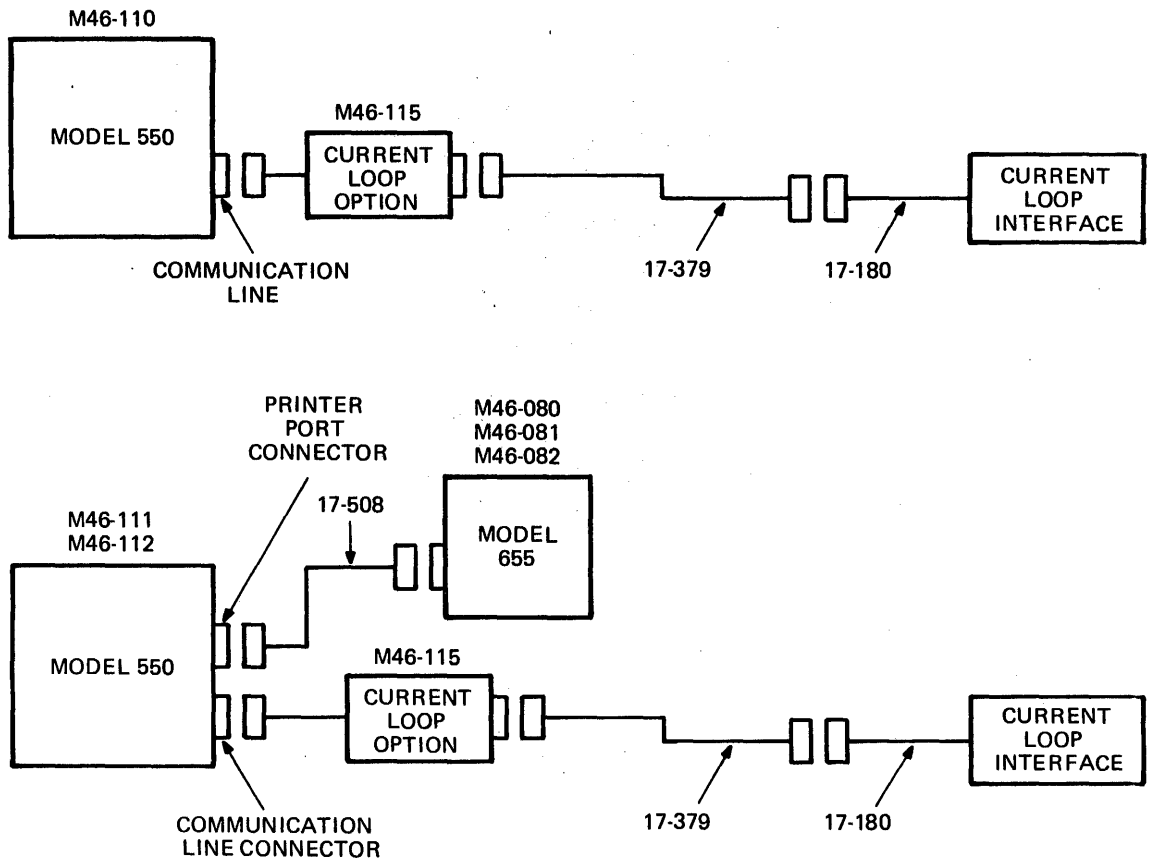 M46-110
MODEL 550
M46-115
CURRENT
LOOP
OPTION
CURRENT
LOOP
INTERFACE
COMMUNICATION
LINE
17-379
17-180
PRINTER
PORT
CONNECTOR
M46-080
M46-081
M46-082
17-508
M46-111
M46-112
MODEL
655
MODEL 550
M46-115
CURRENT
LOOP
OPTION
CURRENT
LOOP
INTERFACE
17-379
17-180
COMMUNICATION
LINE CONNECTOR